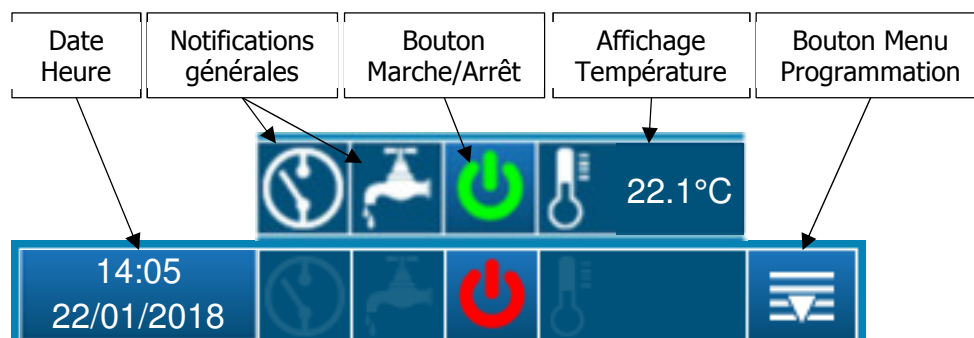 Date
Heure
Notifications
générales
Bouton
Marche/Arrêt
Affichage
Température
Bouton Menu
Programmation
22.1°C
14:05
22/01/2018